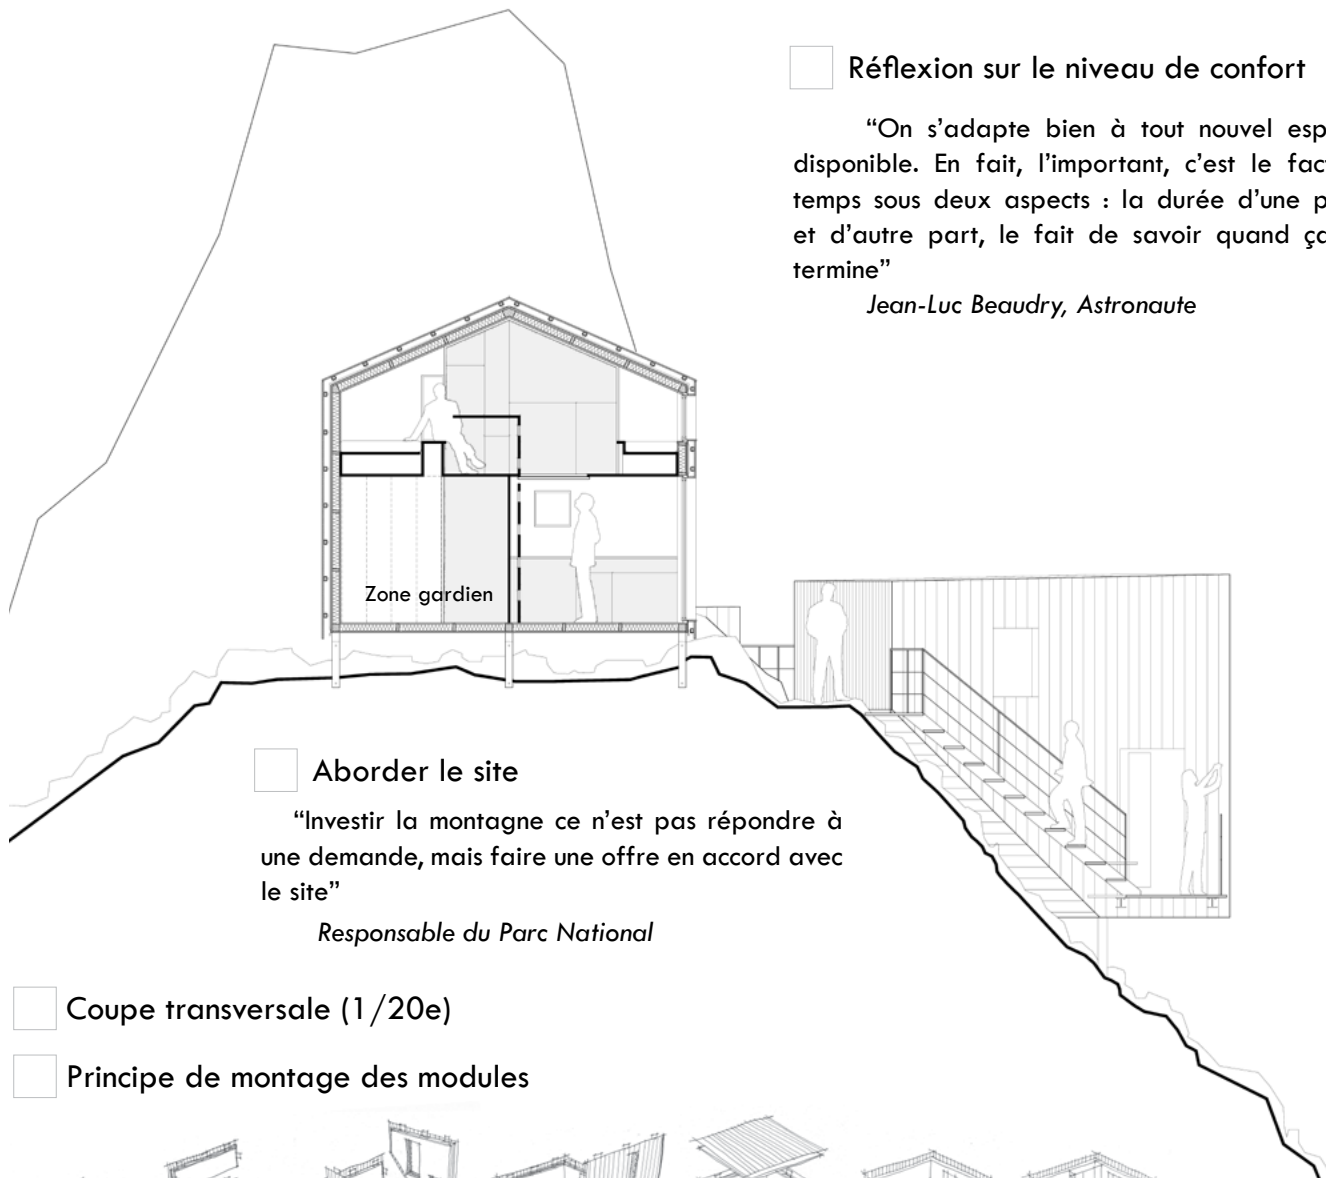 Réflexion sur le niveau de confort
“On s’adapte bien à tout nouvel
disponible. En fait, l’important, c’est le
temps sous deux aspects : la durée d’une
et d’autre part, le fait de savoir quand
termine”
Jean-Luc Beaudry, Astronaute
Zone gardien
Aborder le site
“Investir la montagne ce n’est pas répondre à
une demande, mais faire une offre en accord avec
le site”
Responsable du Parc National
Coupe transversale (1/20e)
Principe de montage des modules